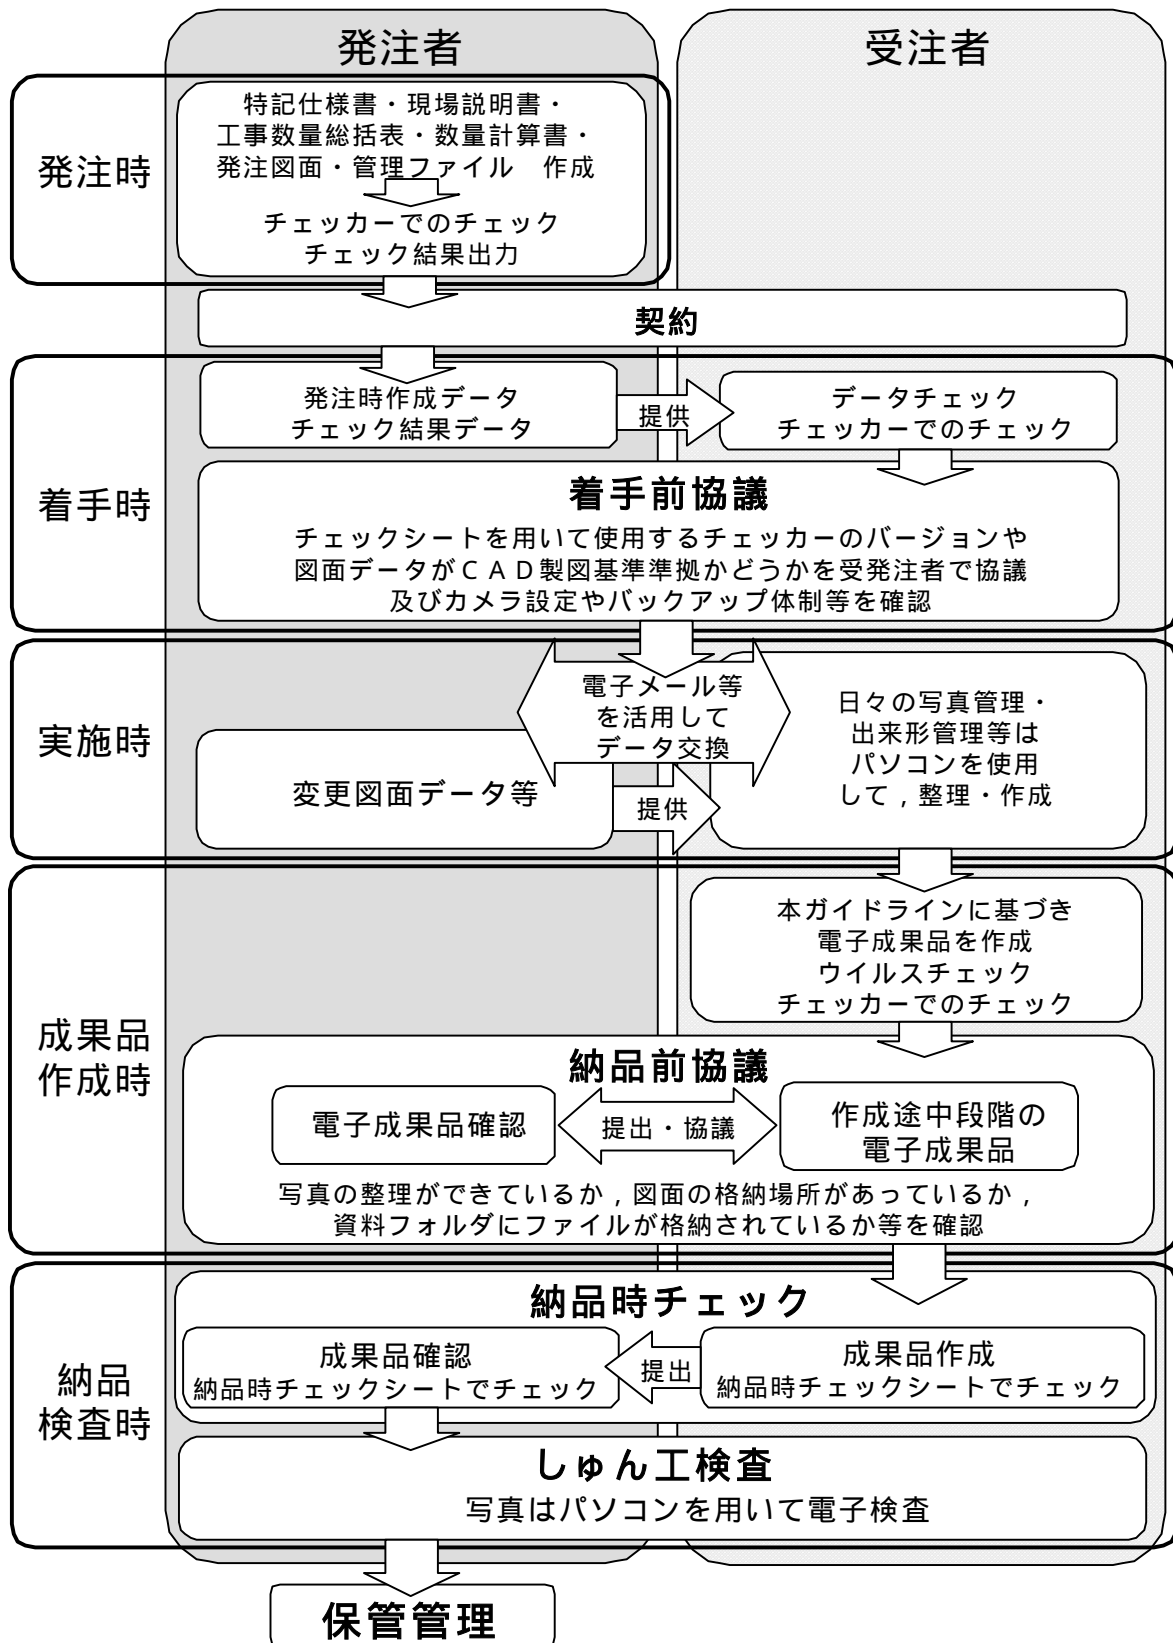 発注者
受注者
発注時
特記仕様書・現場説明書・
工事数量総括表・数量計算書・
発注図面・管理ファイル　作成
チェッカーでのチェック
チェック結果出力
契約
着手時
発注時作成データ
チェック結果データ
提供
データチェック
チェッカーでのチェック
着手前協議
チェックシートを用いて使用するチェッカーのバージョンや
図面データがＣＡＤ製図基準準拠かどうかを受発注者で協議
及びカメラ設定やバックアップ体制等を確認
実施時
電子メール等
を活用して
データ交換
変更図面データ等
提供
日々の写真管理・
出来形管理等は
パソコンを使用
して，整理・作成
成果品
作成時
本ガイドラインに基づき
電子成果品を作成
ウイルスチェック
チェッカーでのチェック
納品前協議
電子成果品確認
提出・協議
作成途中段階の
電子成果品
写真の整理ができているか，図面の格納場所があっているか，
資料フォルダにファイルが格納されているか等を確認
納品
検査時
納品時チェック
成果品確認
納品時チェックシートでチェック
提出
成果品作成
納品時チェックシートでチェック
しゅん工検査
写真はパソコンを用いて電子検査
保管管理